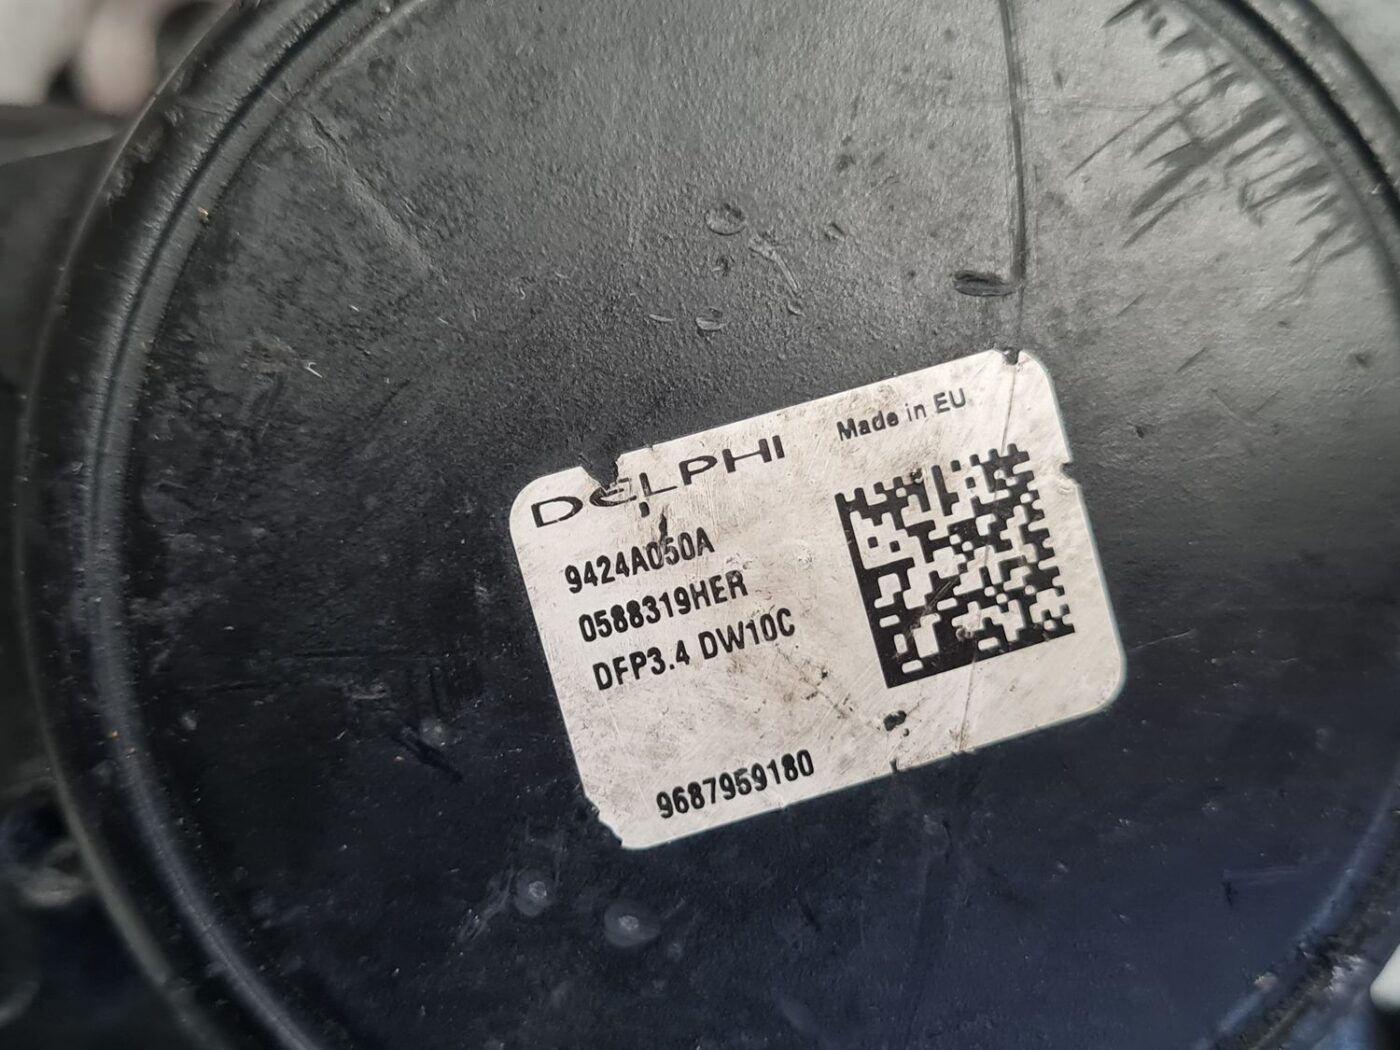 DELPHI
Made in EU
9424A050A
0588319HER
DFP3.4 DW10C
9687959180